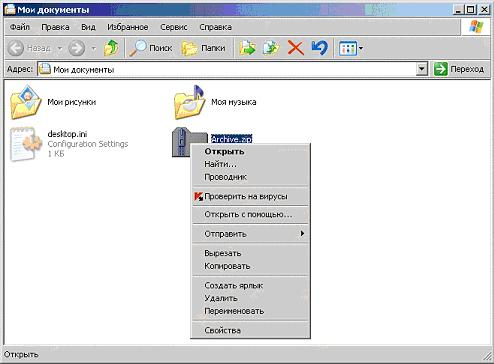 Мои документы
Файл Правка Вид Избранное Сервис Справка
Назад Поиск Папки
Адрес: Мои документы Переход
Мои рисунки
Моя музыка
desktop.ini
Configuration Settings
1 КБ
Archive.zip
Открыть
Найти...
Проводник
Проверить на вирусы
Открыть с помощью...
Отправить
Вырезать
Копировать
Создать ярлык
Удалить
Переименовать
Свойства
Открыть